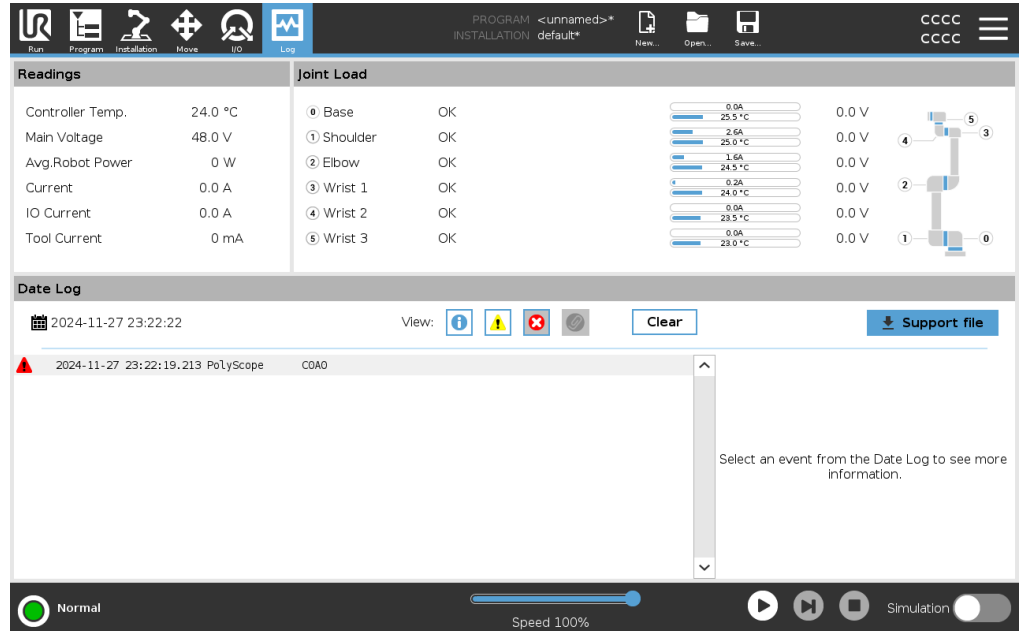 PROGRAM <unnamed>*
INSTALLATION default*
CCCC
CCCC
UR
Run
Program
Installation
Move
I/O
Log
New...
Open...
Save...
Readings
Joint Load
Controller Temp. 24.0 °C
Main Voltage 48.0 V
Avg.Robot Power 0 W
Current 0.0 A
IO Current 0.0 A
Tool Current 0 mA
0 Base OK 0.0A 25.5 °C 0.0 V
1 Shoulder OK 2.6A 25.0 °C 0.0 V
2 Elbow OK 1.6A 24.5 °C 0.0 V
3 Wrist 1 OK 0.2A 24.0 °C 0.0 V
4 Wrist 2 OK 0.0A 23.5 °C 0.0 V
5 Wrist 3 OK 0.0A 23.0 °C 0.0 V
5
4 3
2
1 0
Date Log
2024-11-27 23:22:22 View: Clear Support file
2024-11-27 23:22:19.213 PolyScope C0A0
Select an event from the Date Log to see more
information.
Normal
Speed 100%
Simulation